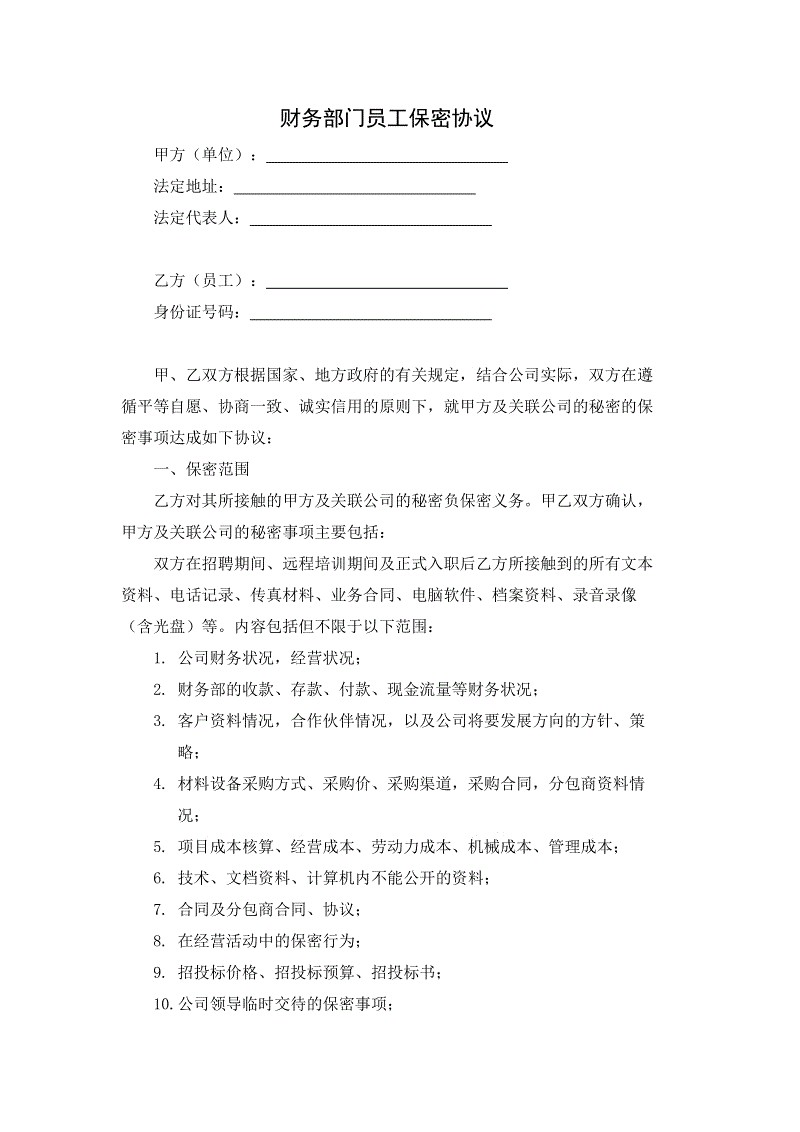 财务部门员工保密协议
甲方（单位）：
法定地址：
法定代表人：
乙方（员工）：
身份证号码：
甲、乙双方根据国家、地方政府的有关规定，结合公司实际，双方在遵
循平等自愿、协商一致、诚实信用的原则下，就甲方及关联公司的秘密的保
密事项达成如下协议：
一、保密范围
乙方对其所接触的甲方及关联公司的秘密负保密义务。甲乙双方确认，
甲方及关联公司的秘密事项主要包括：
双方在招聘期间、远程培训期间及正式入职后乙方所接触到的所有文本
资料、电话记录、传真材料、业务合同、电脑软件、档案资料、录音录像
（含光盘）等。内容包括但不限于以下范围：
1. 公司财务状况，经营状况；
2. 财务部的收款、存款、付款、现金流量等财务状况；
3. 客户资料情况，合作伙伴情况，以及公司将要发展方向的方针、策
略；
4. 材料设备采购方式、采购价、采购渠道，采购合同，分包商资料情
况；
5. 项目成本核算、经营成本、劳动力成本、机械成本、管理成本；
6. 技术、文档资料、计算机内不能公开的资料；
7. 合同及分包商合同、协议；
8. 在经营活动中的保密行为；
9. 招投标价格、招投标预算、招投标书；
10. 公司领导临时交待的保密事项；